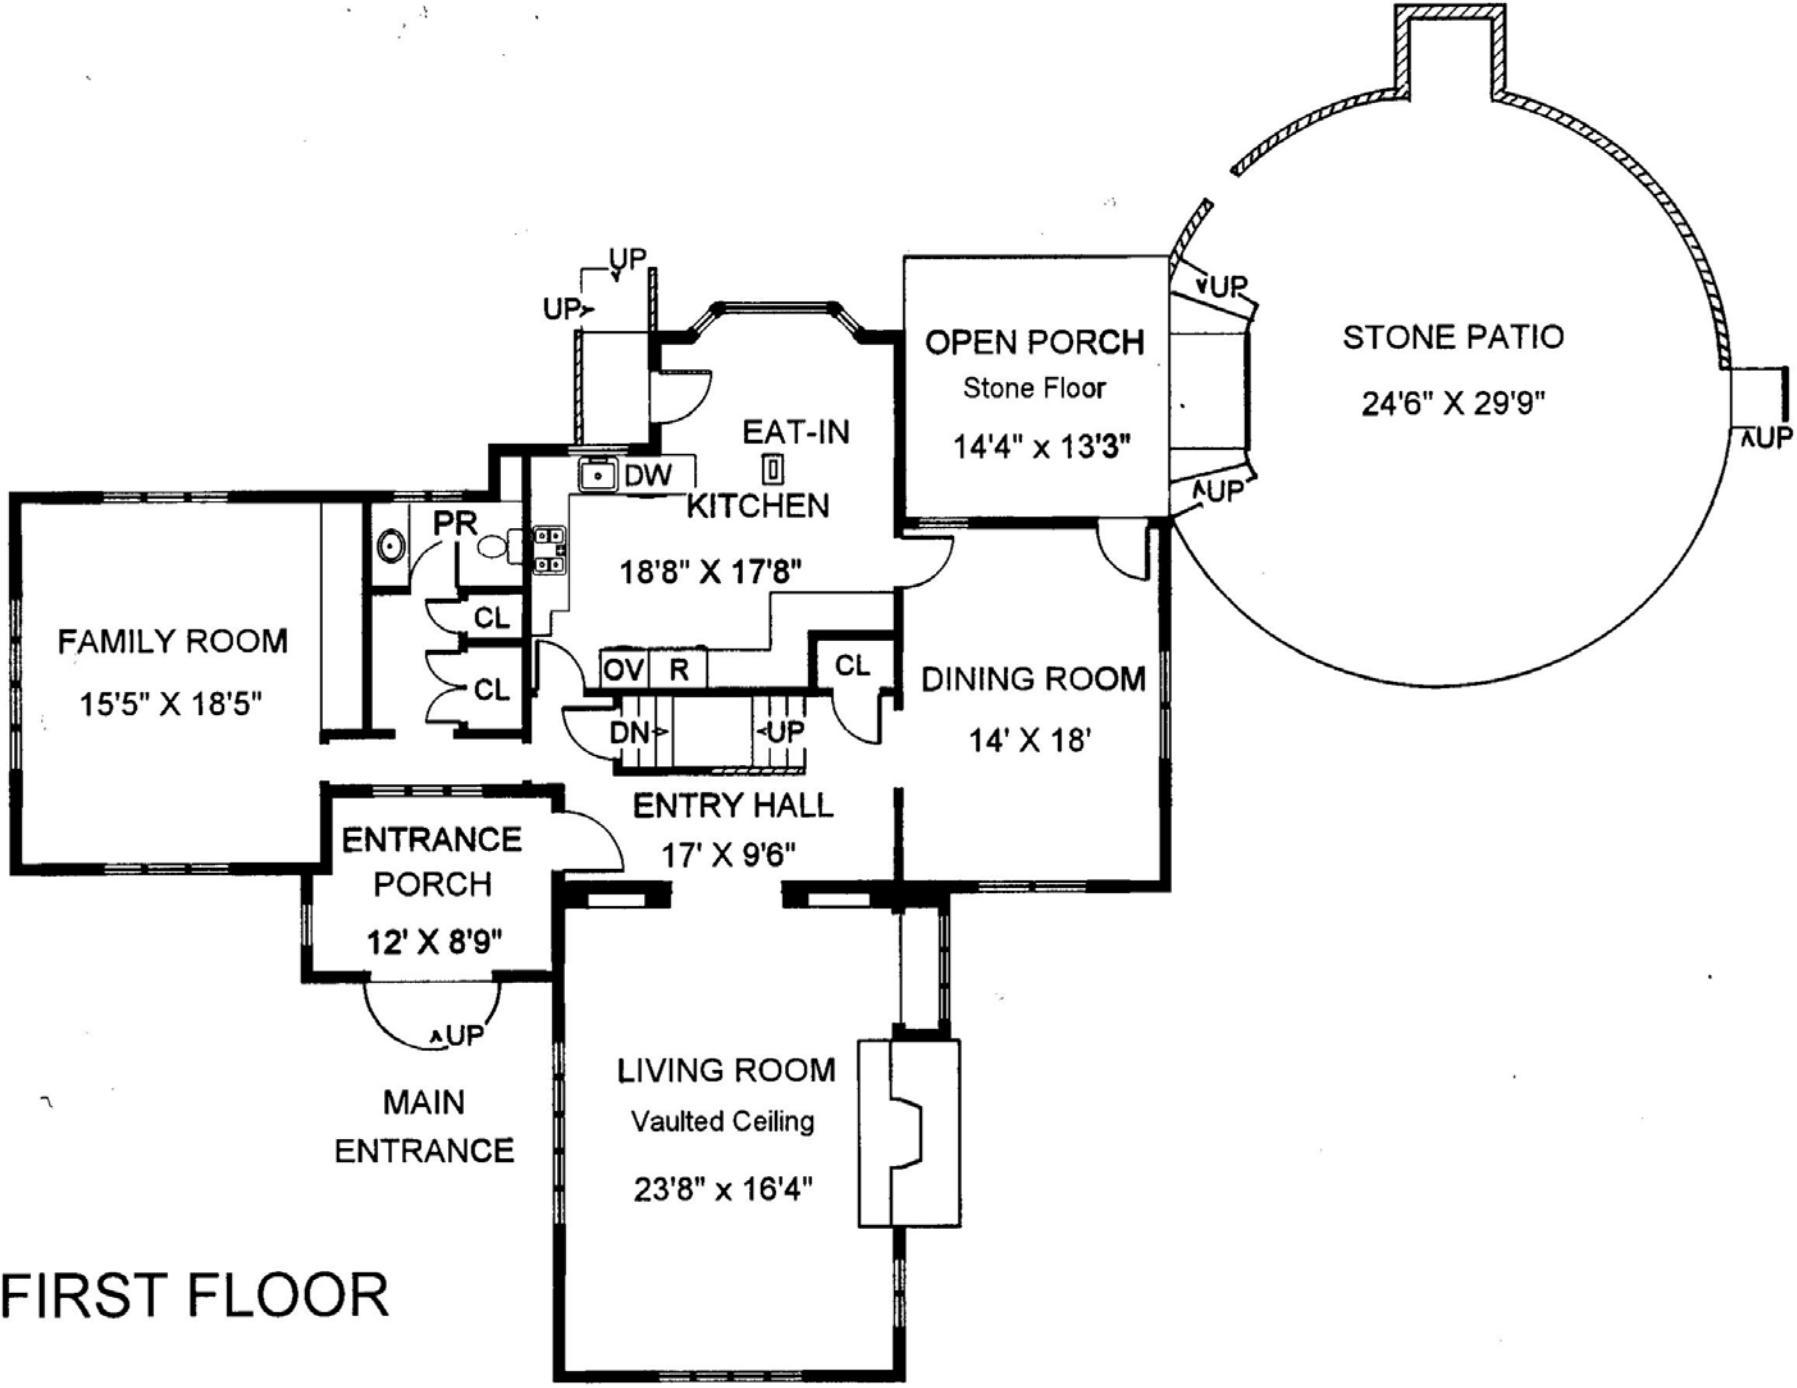 UP
UP
UP
OPEN PORCH
Stone Floor
14'4" x 13'3"
STONE PATIO
24'6" X 29'9"
UP
UP
EAT-IN
KITCHEN
18'8" X 17'8"
DW
PR
CL
CL
OV
R
CL
FAMILY ROOM
15'5" X 18'5"
DINING ROOM
14' X 18'
DN
UP
ENTRY HALL
17' X 9'6"
ENTRANCE
PORCH
12' X 8'9"
UP
MAIN
ENTRANCE
LIVING ROOM
Vaulted Ceiling
23'8" x 16'4"
FIRST FLOOR